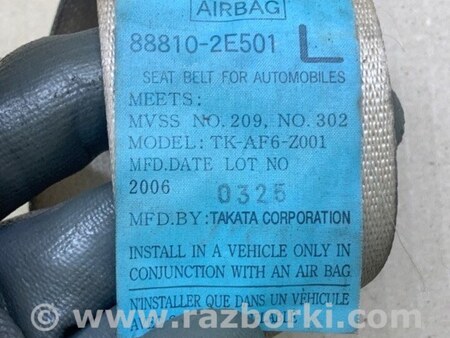 AIRBAG
88810-2E501 L
SEAT BELT FOR AUTOMOBILES
MEETS:
MVSS NO. 209, NO. 302
MODEL: TK-AF6-Z001
MFD.DATE LOT NO
2006 0325
MFD.BY: TAKATA CORPORATION
INSTALL IN A VEHICLE ONLY IN
CONJUNCTION WITH AN AIR BAG
N'INSTALLER QUE DANS UN VÉHICULE
www.razborki.com